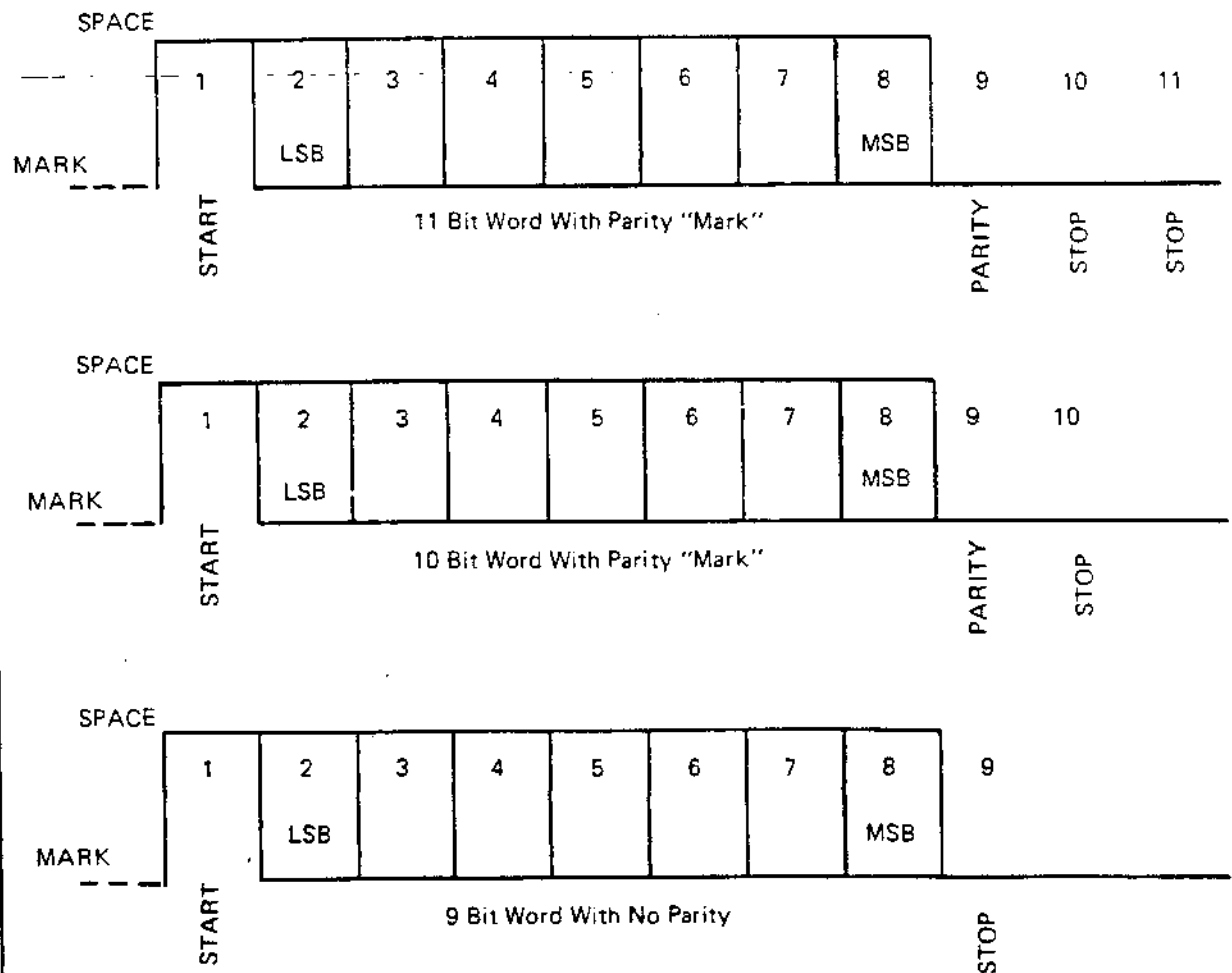 SPACE
1 2 3 4 5 6 7 8 9 10 11
LSB MSB
MARK
START
11 Bit Word With Parity "Mark"
PARITY
STOP
STOP
SPACE
1 2 3 4 5 6 7 8 9 10
LSB MSB
MARK
START
10 Bit Word With Parity "Mark"
PARITY
STOP
SPACE
1 2 3 4 5 6 7 8 9
LSB MSB
MARK
START
9 Bit Word With No Parity
STOP